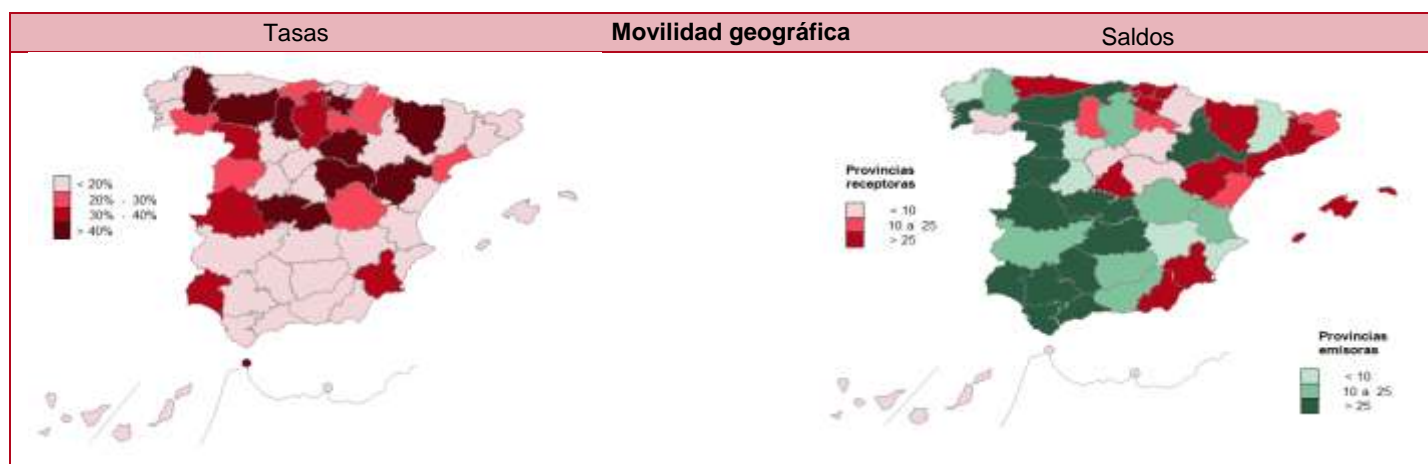 Tasas
Movilidad geográfica
Saldos
< 20%
20% - 30%
30% - 40%
> 40%
Provincias
receptoras
< 10
10 a 25
> 25
Provincias
emisoras
< 10
10 a 25
> 25